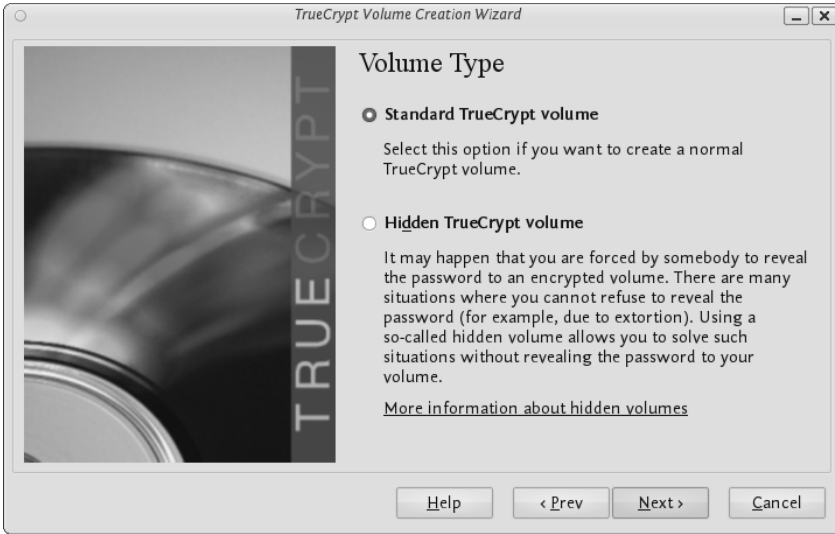 TrueCrypt Volume Creation Wizard
TRUECRYPT
Volume Type
Standard TrueCrypt volume
Select this option if you want to create a normal
TrueCrypt volume.
Hidden TrueCrypt volume
It may happen that you are forced by somebody to reveal
the password to an encrypted volume. There are many
situations where you cannot refuse to reveal the
password (for example, due to extortion). Using a
so-called hidden volume allows you to solve such
situations without revealing the password to your
volume.
More information about hidden volumes
Help
< Prev
Next >
Cancel